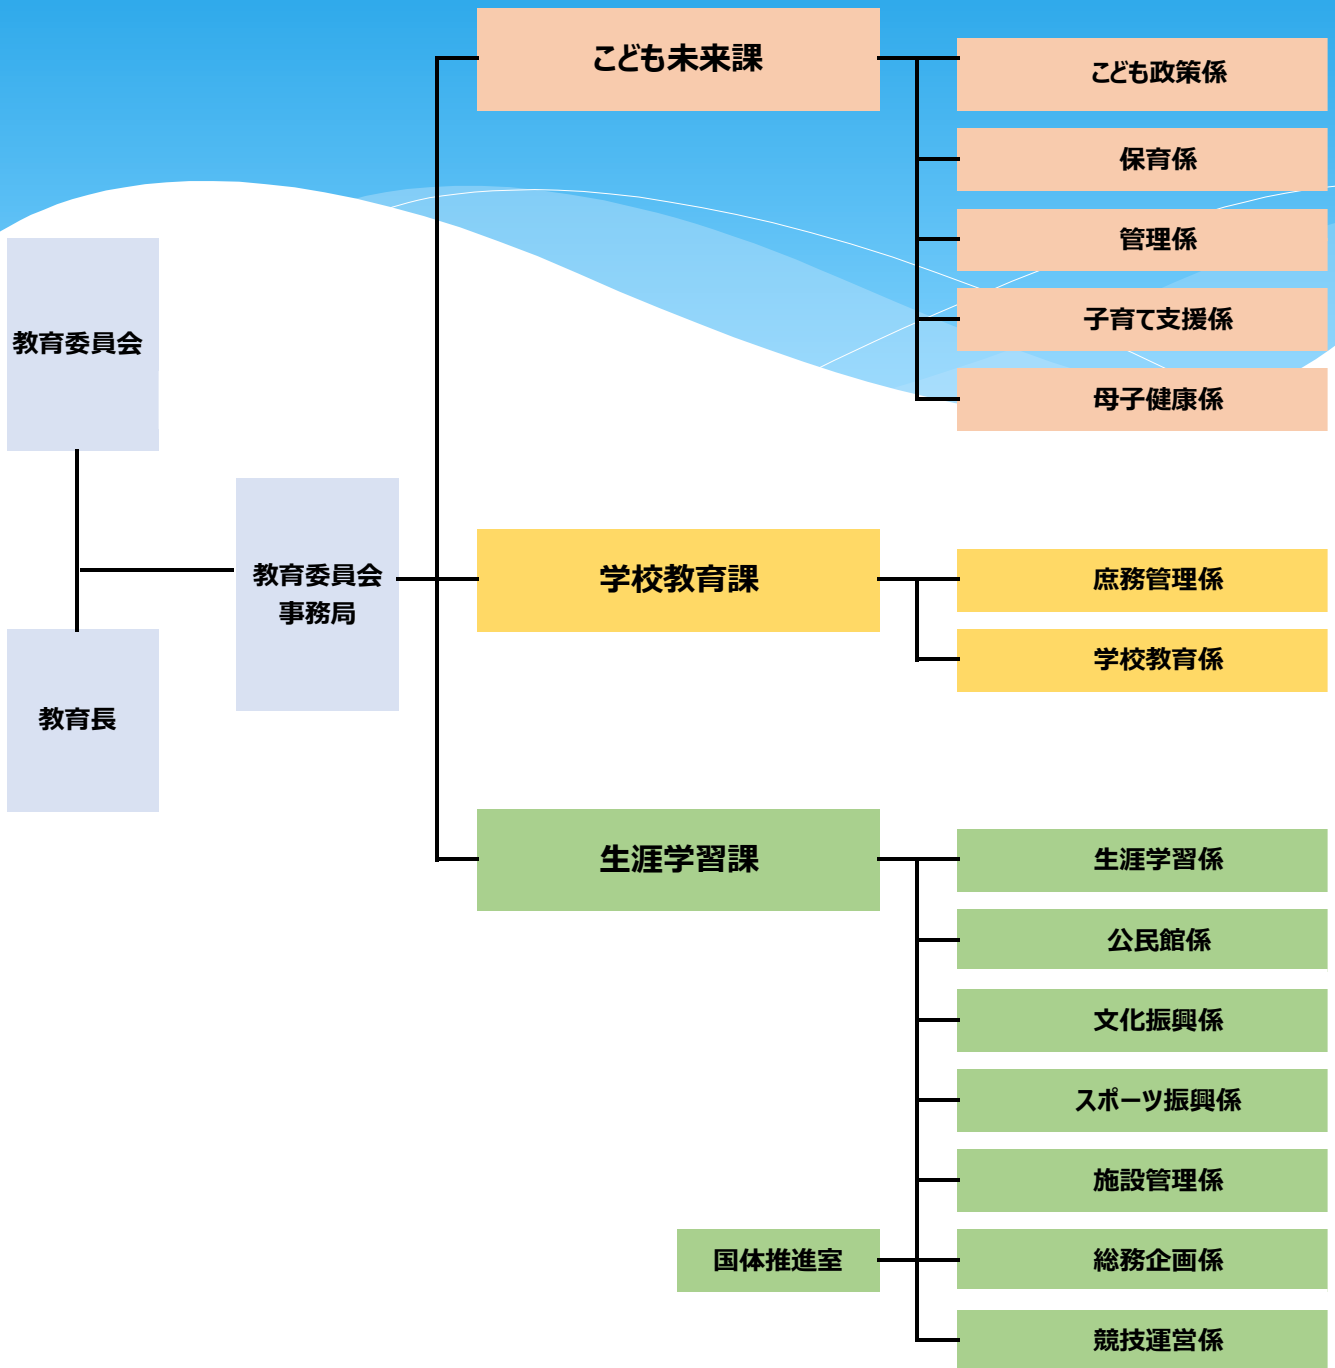 教育委員会
教育長
教育委員会
事務局
こども未来課
こども政策係
保育係
管理係
子育て支援係
母子健康係
学校教育課
庶務管理係
学校教育係
生涯学習課
生涯学習係
公民館係
文化振興係
スポーツ振興係
施設管理係
国体推進室
総務企画係
競技運営係